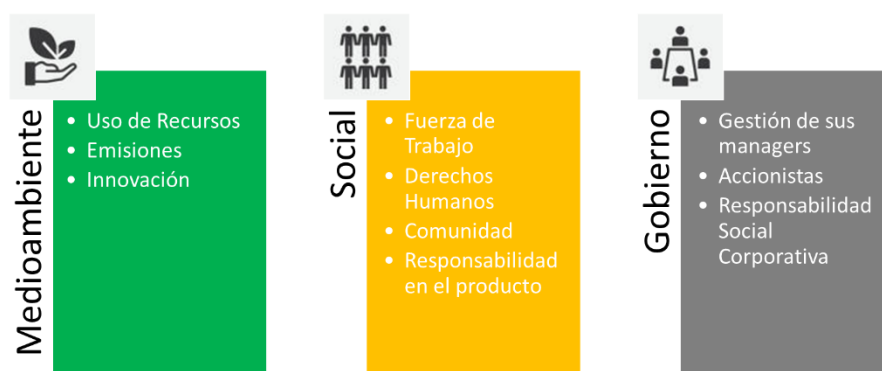 Medioambiente
• Uso de Recursos
• Emisiones
• Innovación
Social
• Fuerza de
Trabajo
• Derechos
Humanos
• Comunidad
• Responsabilidad
en el producto
Gobierno
• Gestión de sus
managers
• Accionistas
• Responsabilidad
Social
Corporativa